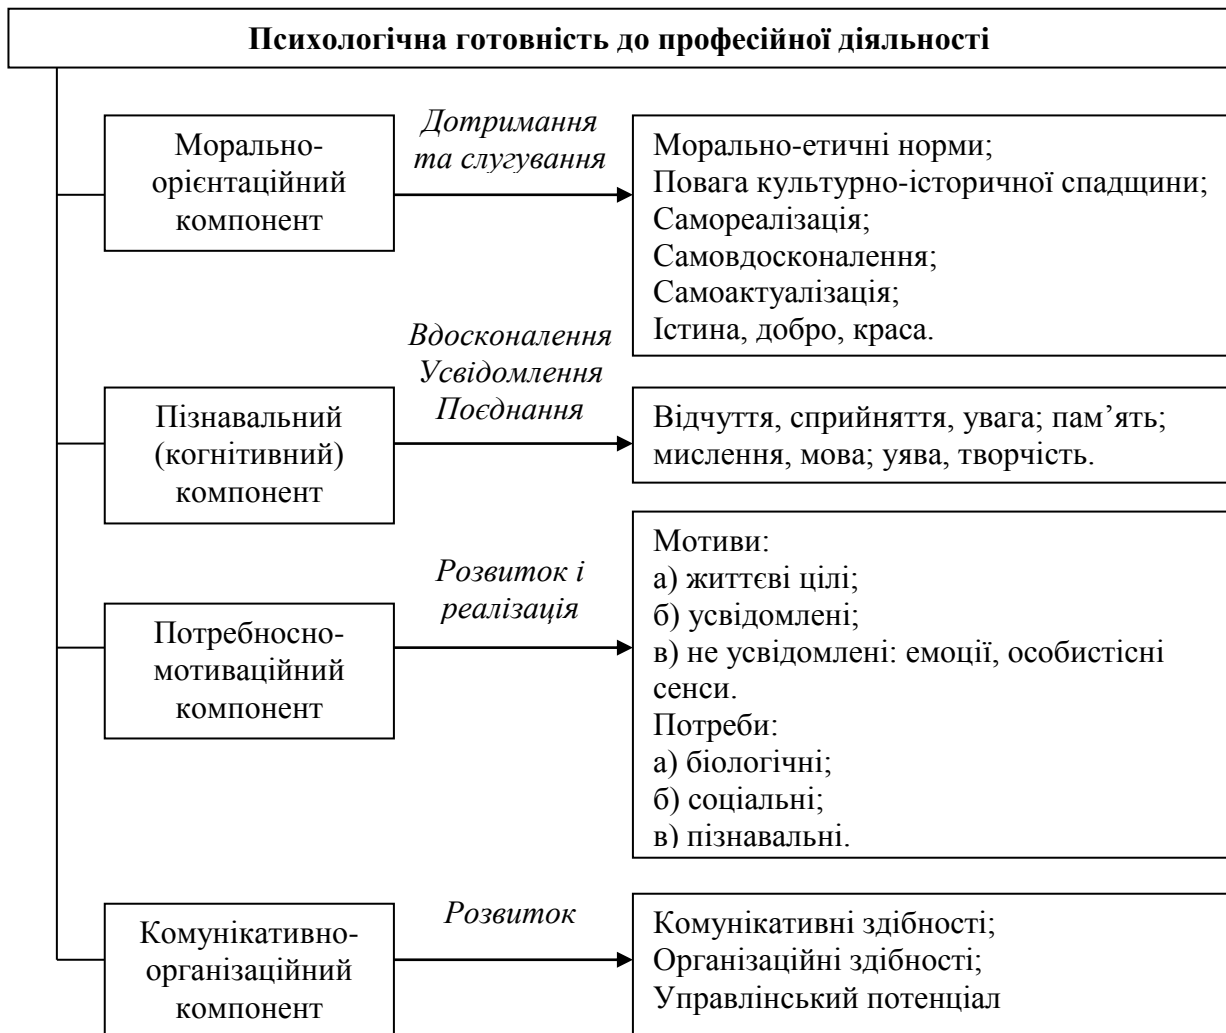 Психологічна готовність до професійної діяльності
Морально-
орієнтаційний
компонент
Дотримання
та слугування
Морально-етичні норми;
Повага культурно-історичної спадщини;
Самореалізація;
Самовдосконалення;
Самоактуалізація;
Істина, добро, краса.
Пізнавальний
(когнітивний)
компонент
Вдосконалення
Усвідомлення
Поєднання
Відчуття, сприйняття, увага; пам’ять;
мислення, мова; уява, творчість.
Потребносно-
мотиваційний
компонент
Розвиток і
реалізація
Мотиви:
а) життєві цілі;
б) усвідомлені;
в) не усвідомлені: емоції, особистісні
сенси.
Потреби:
а) біологічні;
б) соціальні;
в) пізнавальні.
Комунікативно-
організаційний
компонент
Розвиток
Комунікативні здібності;
Організаційні здібності;
Управлінський потенціал